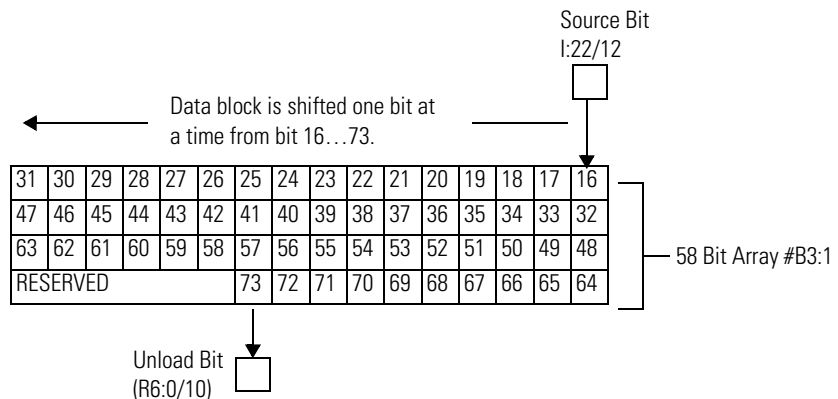 Source Bit
I:22/12
Data block is shifted one bit at
a time from bit 16…73.
31 30 29 28 27 26 25 24 23 22 21 20 19 18 17 16
47 46 45 44 43 42 41 40 39 38 37 36 35 34 33 32
63 62 61 60 59 58 57 56 55 54 53 52 51 50 49 48
RESERVED 73 72 71 70 69 68 67 66 65 64
58 Bit Array #B3:1
Unload Bit
(R6:0/10)